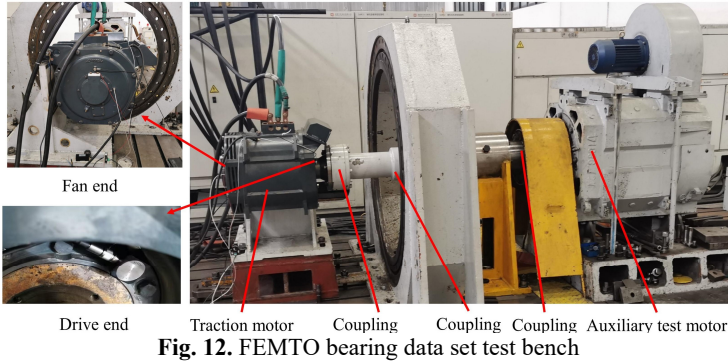 Fan end
Drive end
Traction motor Coupling Coupling Coupling Auxiliary test motor
Fig. 12. FEMTO bearing data set test bench